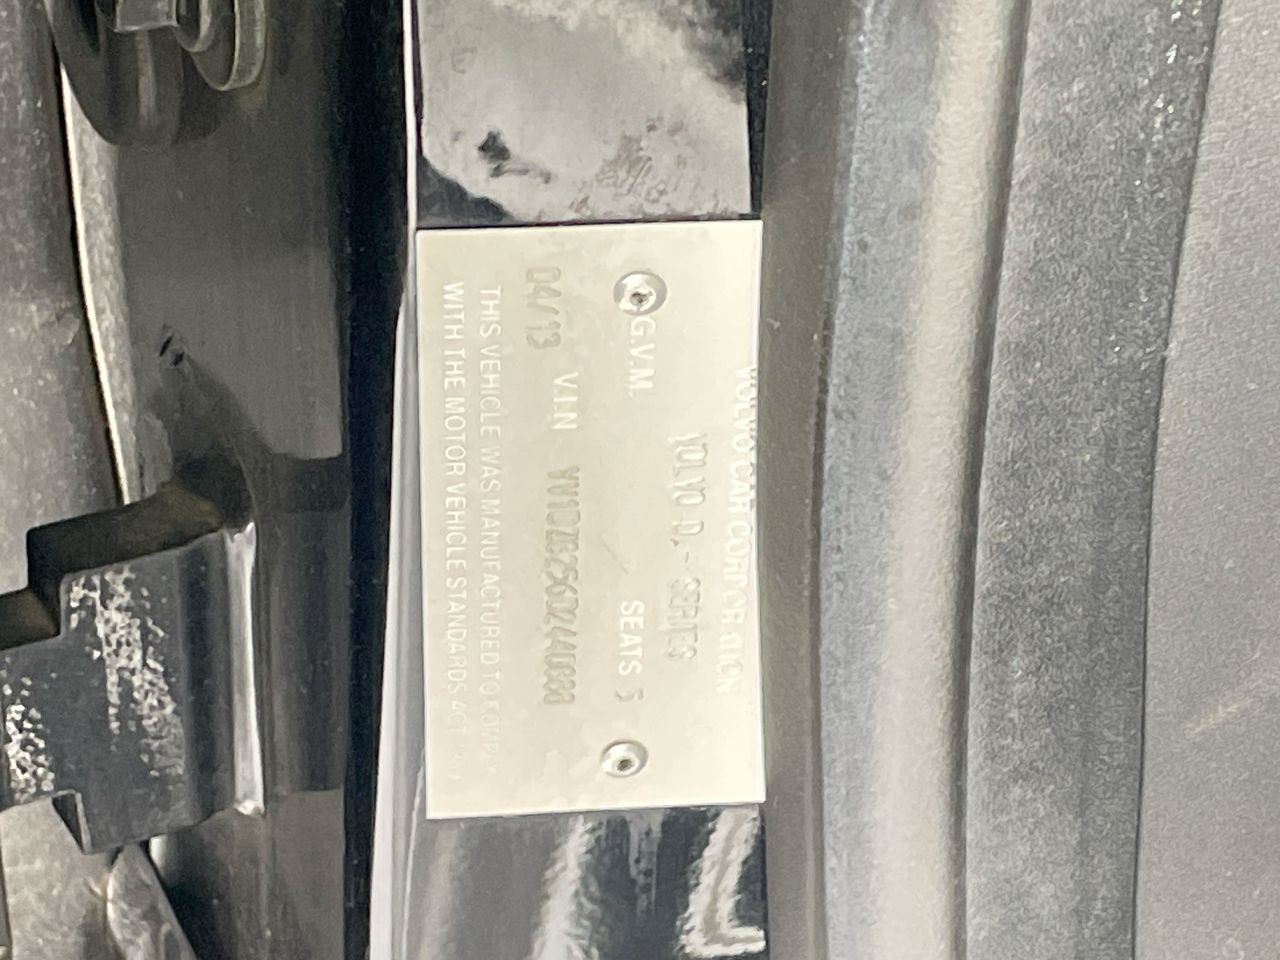 VOLVO CAR CORPORATION
VOLVO D.- SERIES
G.V.M. SEATS 5
04/13 V.I.N
THIS VEHICLE WAS MANUFACTURED TO COMPLY
WITH THE MOTOR VEHICLE STANDARDS ACT